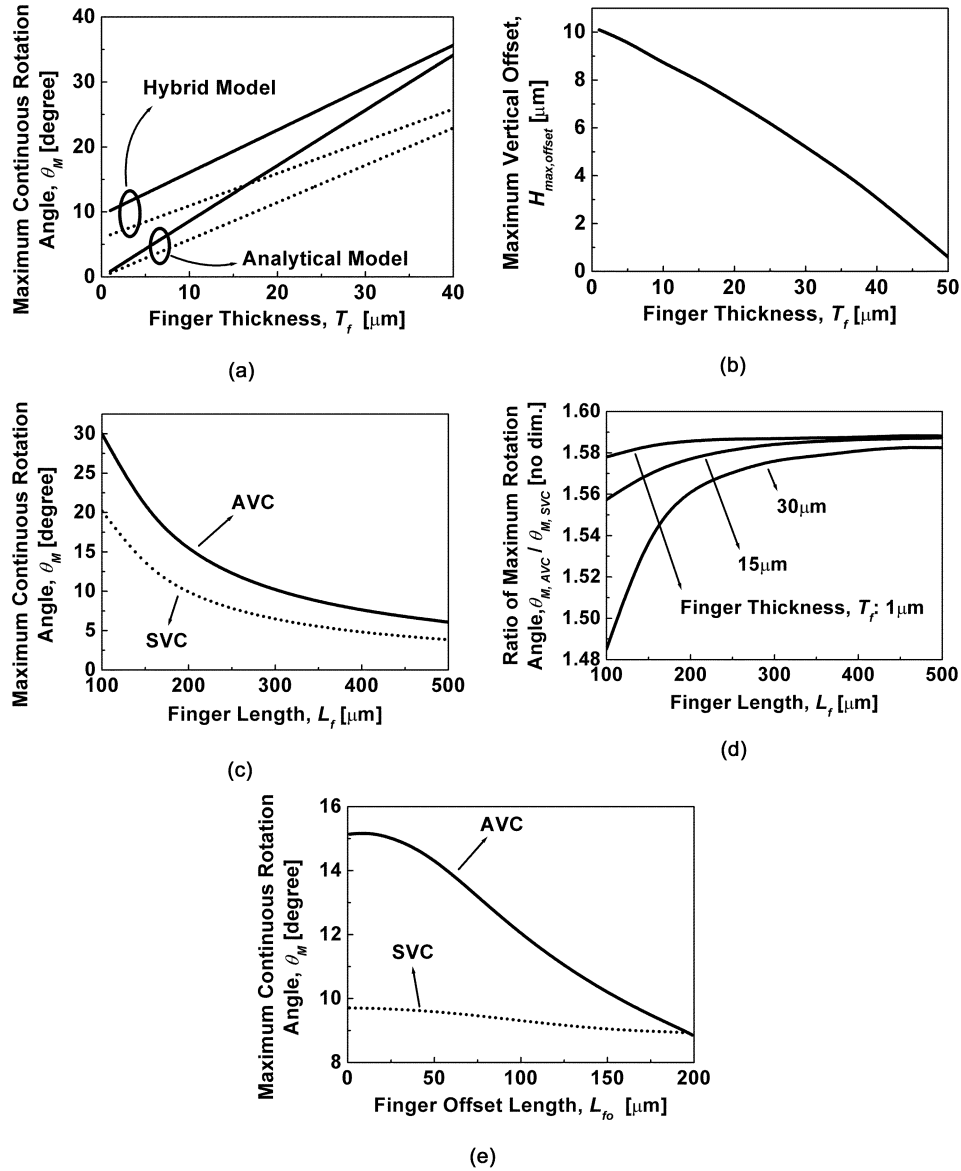 Maximum Continuous Rotation
Angle, θM [degree]
40
30
20
10
0
Hybrid Model
Analytical Model
0 10 20 30 40
Finger Thickness, Tf [μm]
(a)
Maximum Vertical Offset,
Hmax,offset [μm]
10
8
6
4
2
0
0 10 20 30 40 50
Finger Thickness, Tf [μm]
(b)
Maximum Continuous Rotation
Angle, θM [degree]
30
25
20
15
10
5
0
AVC
SVC
100 200 300 400 500
Finger Length, Lf [μm]
(c)
Ratio of Maximum Rotation
Angle,θM, AVC / θM, SVC [no dim.]
1.60
1.58
1.56
1.54
1.52
1.50
1.48
30μm
15μm
Finger Thickness, Tf: 1μm
100 200 300 400 500
Finger Length, Lf [μm]
(d)
Maximum Continuous Rotation
Angle, θM [degree]
16
14
12
10
8
AVC
SVC
0 50 100 150 200
Finger Offset Length, Lfo [μm]
(e)